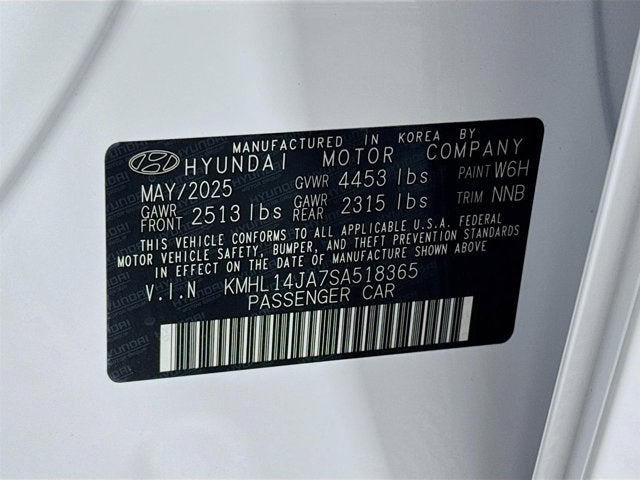 MANUFACTURED IN KOREA BY
HYUNDAI MOTOR COMPANY
MAY/2025 GVWR 4453 lbs PAINT W6H
GAWR FRONT 2513 lbs GAWR REAR 2315 lbs TRIM NNB
THIS VEHICLE CONFORMS TO ALL APPLICABLE U.S.A. FEDERAL
MOTOR VEHICLE SAFETY, BUMPER, AND THEFT PREVENTION STANDARDS
IN EFFECT ON THE DATE OF MANUFACTURE SHOWN ABOVE.
V.I.N KMHL14JA7SA518365
PASSENGER CAR